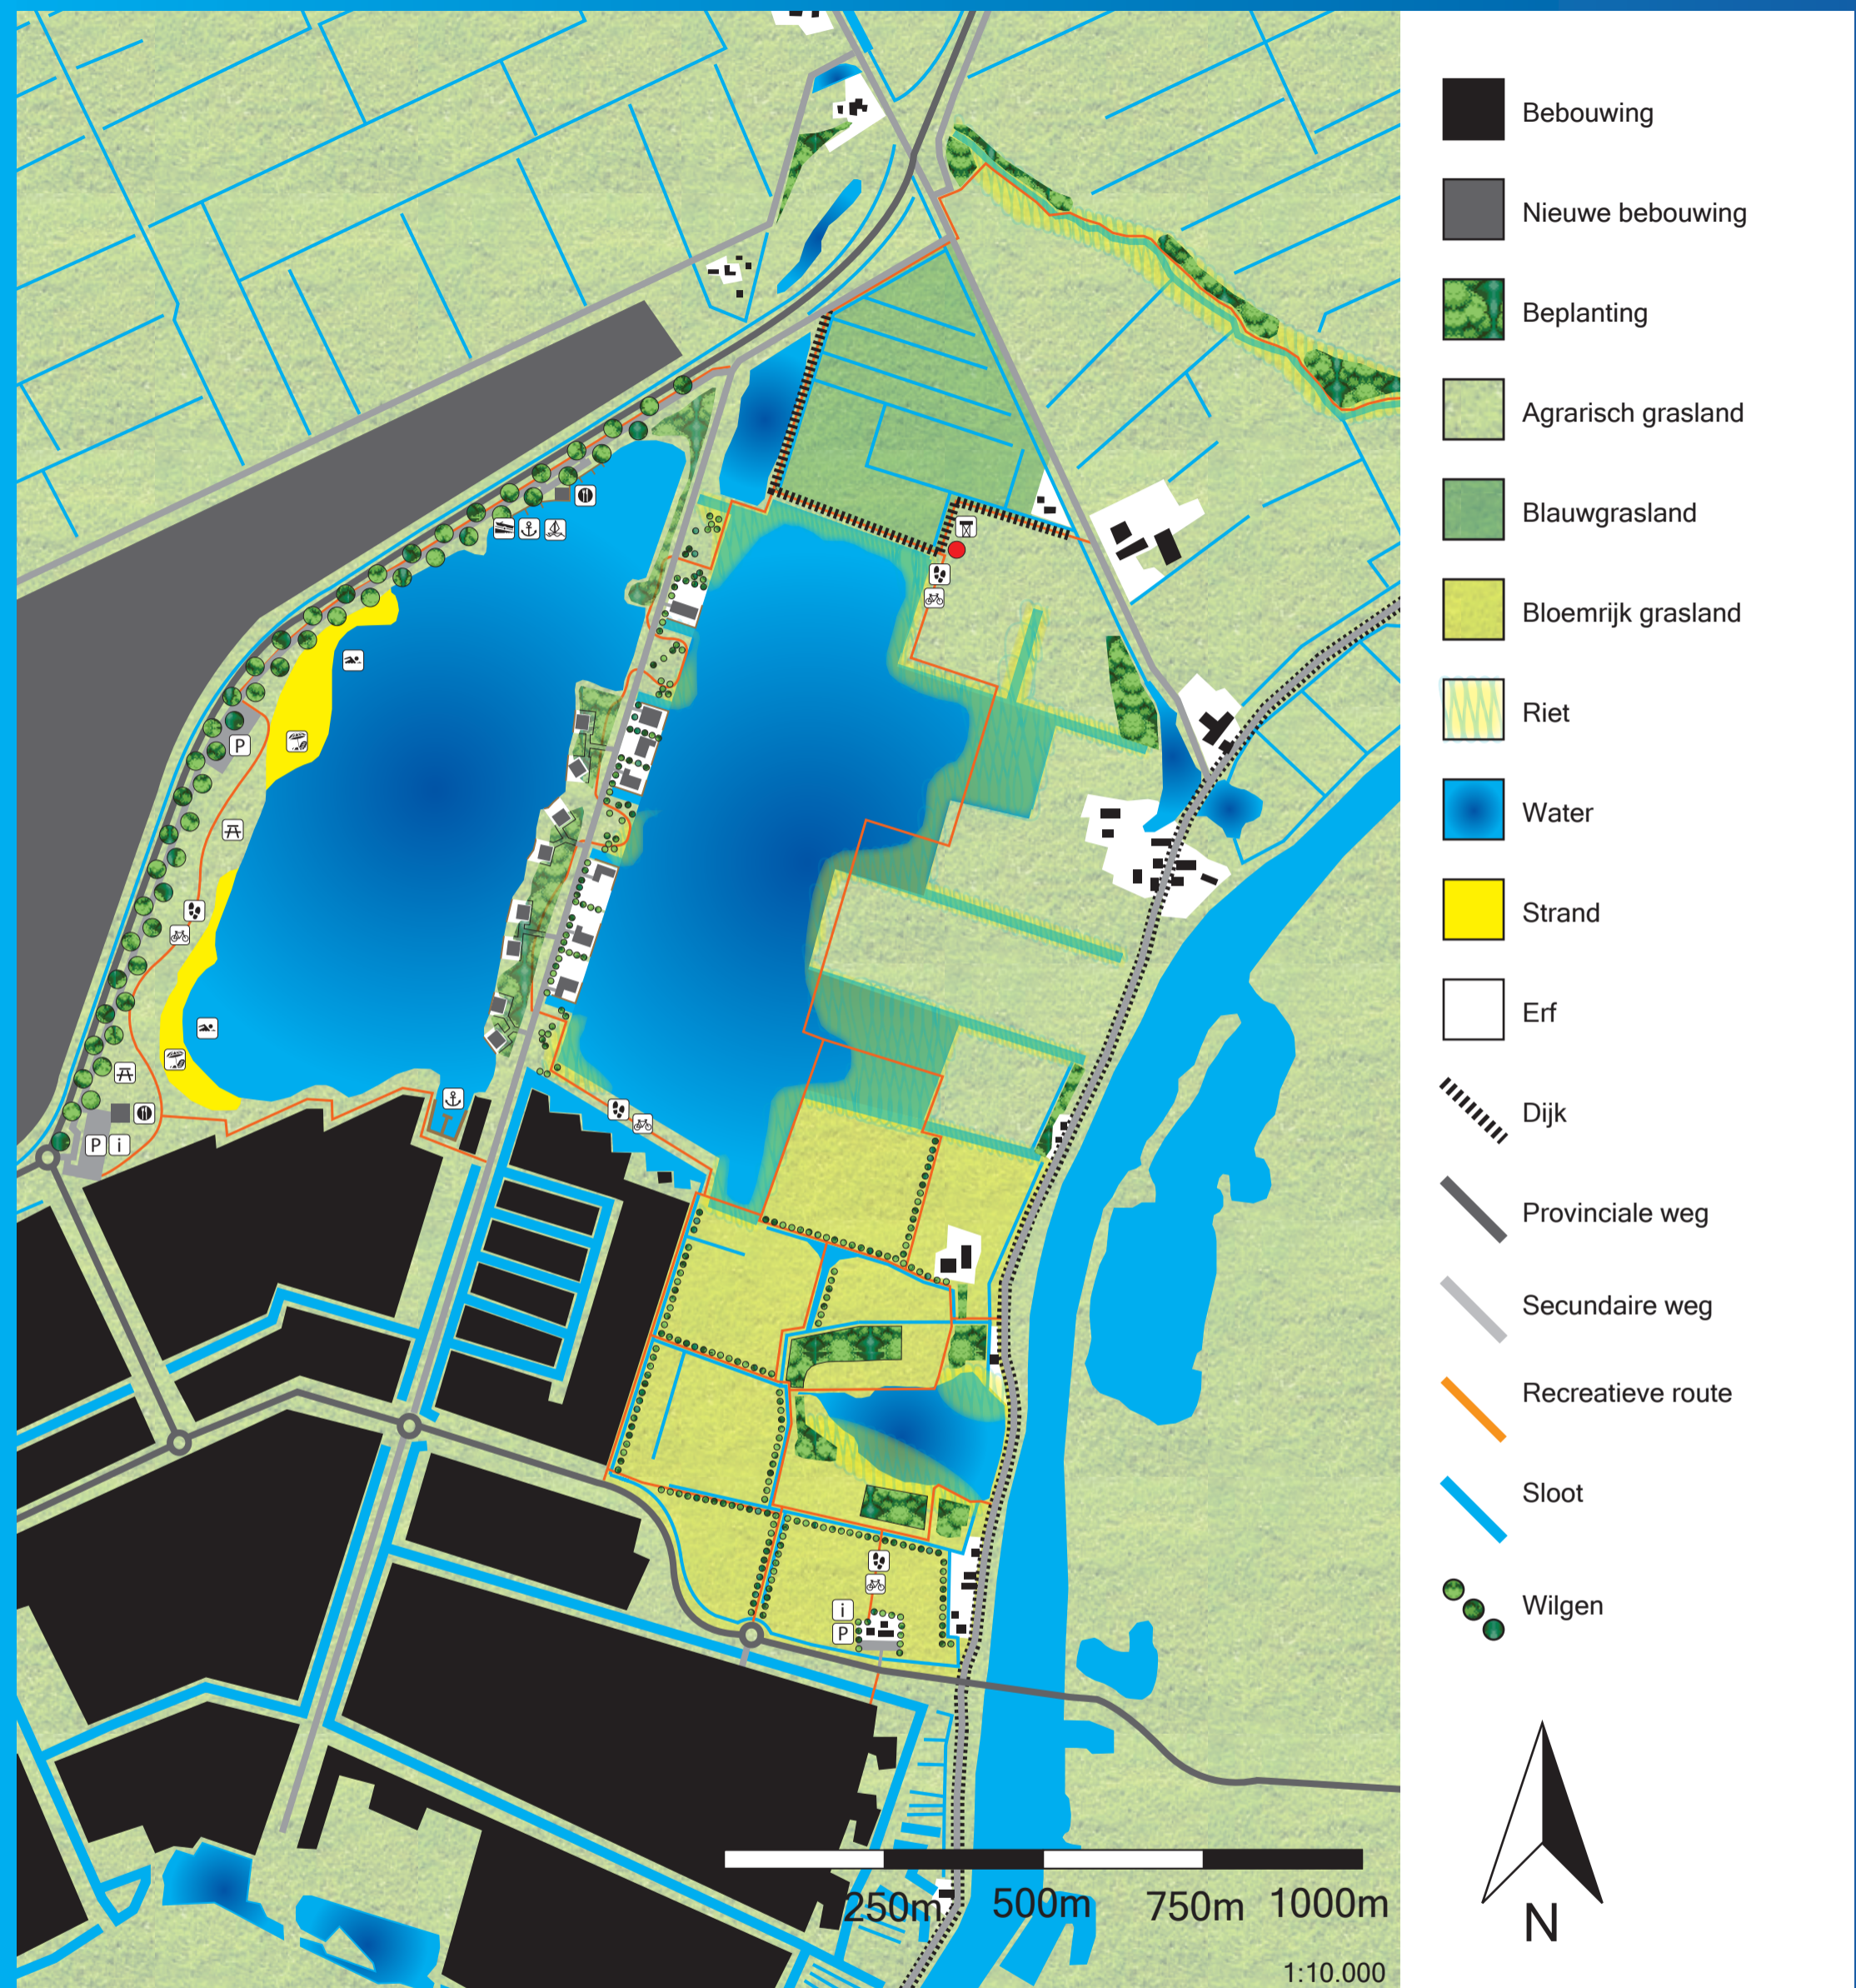 Bebouwing
Nieuwe bebouwing
Beplanting
Agrarisch grasland
Blauwgrasland
Bloemrijk grasland
Riet
Water
Strand
Erf
Dijk
Provinciale weg
Secundaire weg
Recreatieve route
Sloot
Wilgen
N
P
P i
i
P
250m 500m 750m 1000m
1:10.000